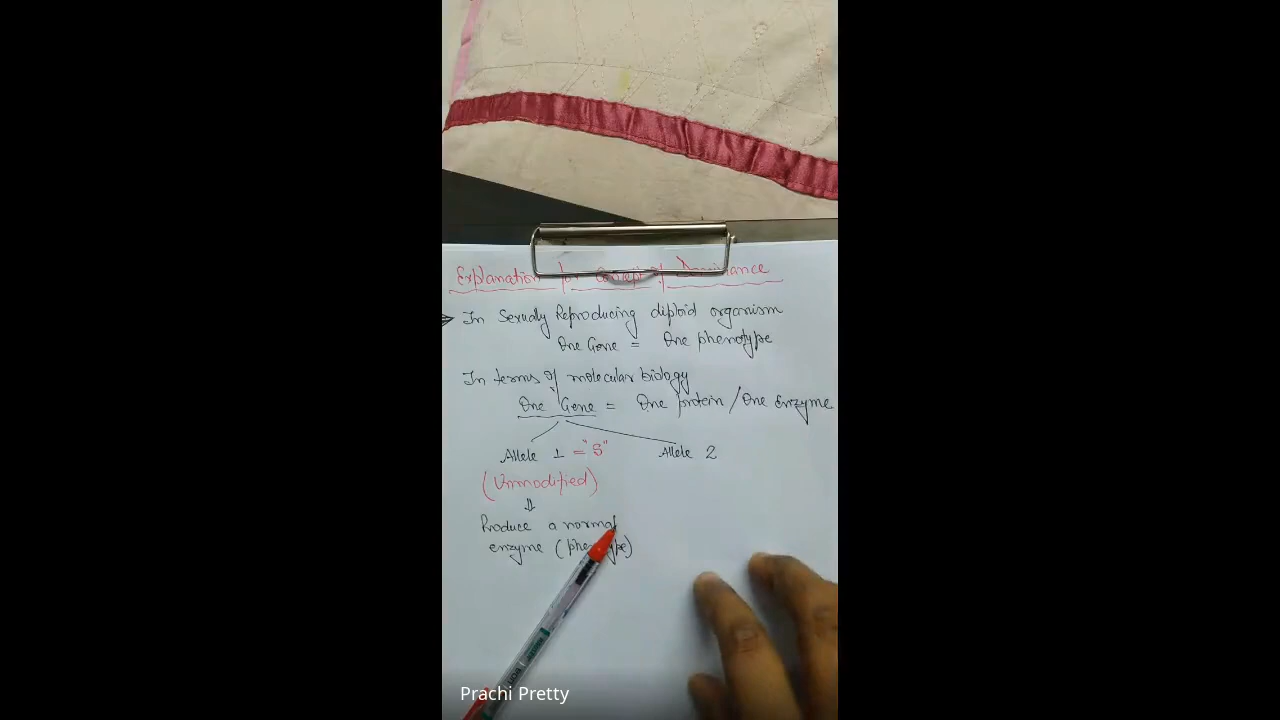 Explanation for Concept of Dominance
In Sexually Reproducing diploid organism
One Gene = One phenotype
In terms of molecular biology
One Gene = One protein / One Enzyme
Allele 1 = "S" Allele 2
(Unmodified)
⇓
Produce a normal
enzyme (phenotype)
Prachi Pretty